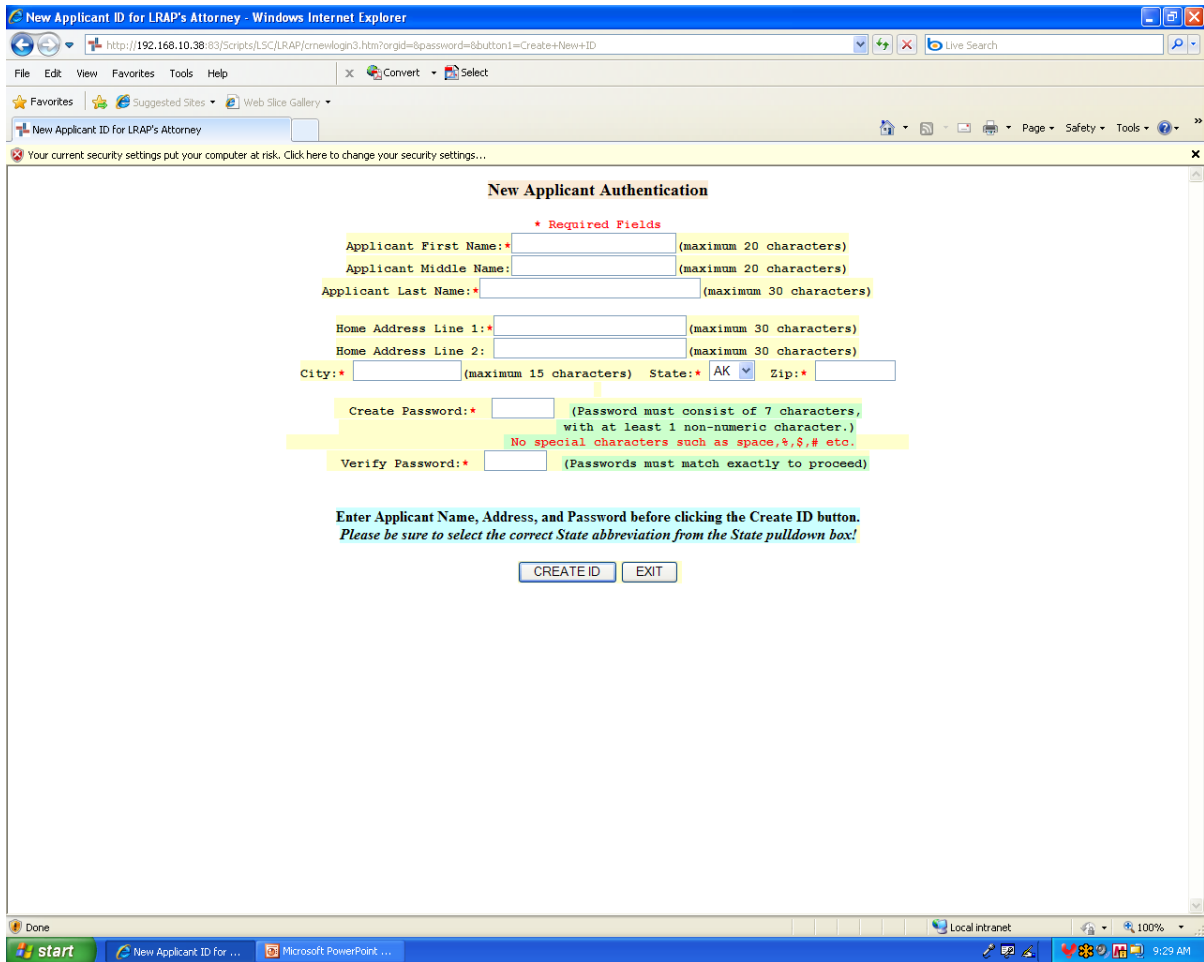 New Applicant ID for LRAP's Attorney - Windows Internet Explorer
http://192.168.10.38:83/Scripts/LSC/LRAP/crnewlogin3.htm?orgid=&password=&button1=Create+New+ID
Live Search
File Edit View Favorites Tools Help x Convert Select
Favorites Suggested Sites Web Slice Gallery
New Applicant ID for LRAP's Attorney Page Safety Tools »
Your current security settings put your computer at risk. Click here to change your security settings...
New Applicant Authentication
* Required Fields
Applicant First Name:* (maximum 20 characters)
Applicant Middle Name: (maximum 20 characters)
Applicant Last Name:* (maximum 30 characters)
Home Address Line 1:* (maximum 30 characters)
Home Address Line 2: (maximum 30 characters)
City:* (maximum 15 characters) State:* AK Zip:*
Create Password:* (Password must consist of 7 characters,
with at least 1 non-numeric character.)
No special characters such as space,%,$,# etc.
Verify Password:* (Passwords must match exactly to proceed)
Enter Applicant Name, Address, and Password before clicking the Create ID button.
Please be sure to select the correct State abbreviation from the State pulldown box!
CREATE ID EXIT
Done Local intranet 100%
start New Applicant ID for ... Microsoft PowerPoint ... 9:29 AM